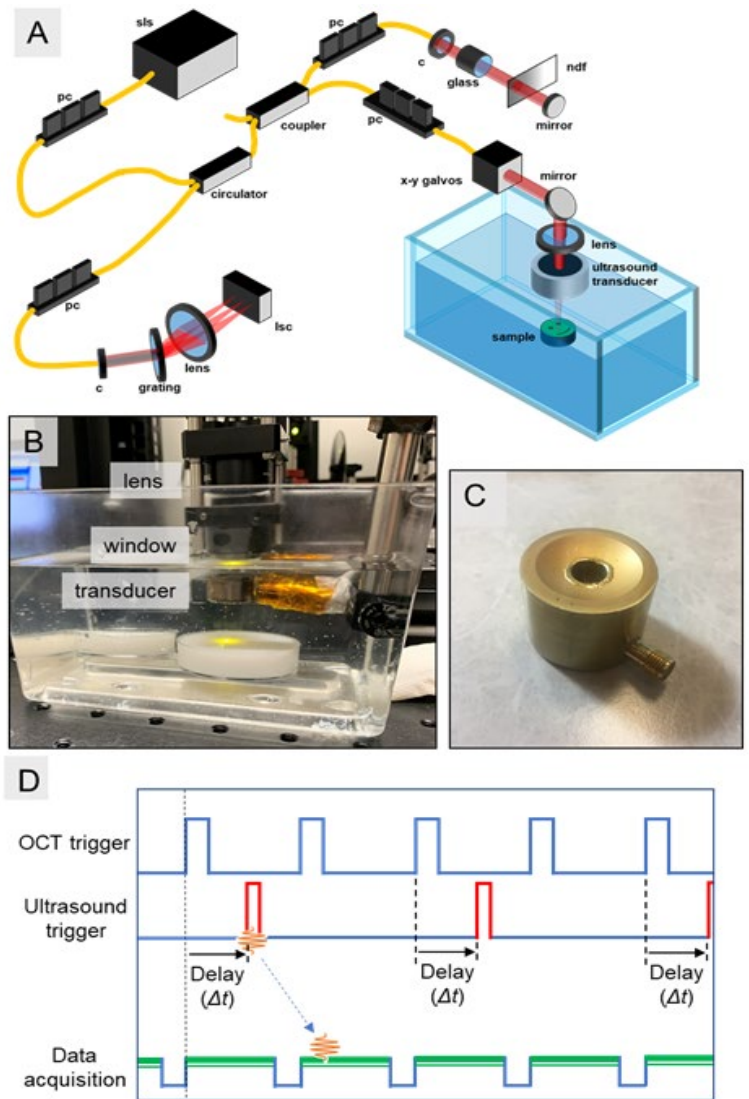 A
sls
pc
pc
c
glass
ndf
mirror
pc
coupler
circulator
x-y galvos
mirror
lens
ultrasound
transducer
sample
pc
c
grating
lens
lsc
B
lens
window
transducer
C
D
OCT trigger
Ultrasound
trigger
Delay
(Δt)
Delay
(Δt)
Delay
(Δt)
Data
acquisition